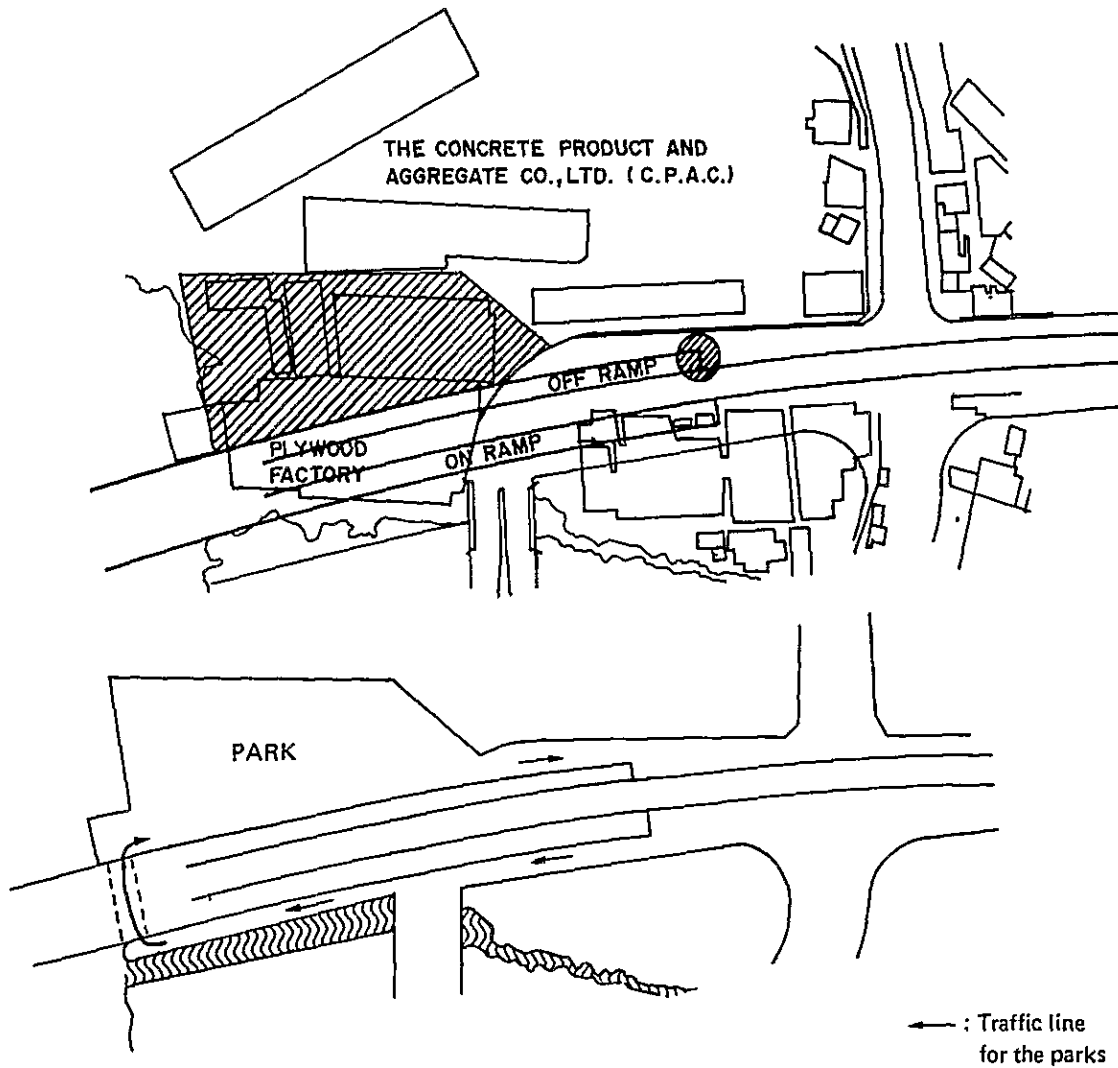 THE CONCRETE PRODUCT AND
AGGREGATE CO.,LTD. (C.P.A.C.)
OFF RAMP
ON RAMP
PLYWOOD
FACTORY
PARK
: Traffic line
for the parks